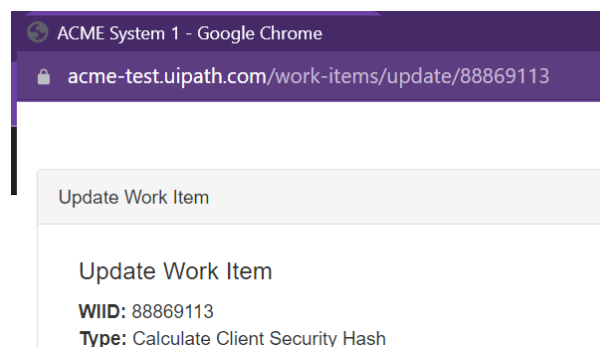 ACME System 1 - Google Chrome
acme-test.uipath.com/work-items/update/88869113
Update Work Item
Update Work Item
WIID: 88869113
Type: Calculate Client Security Hash